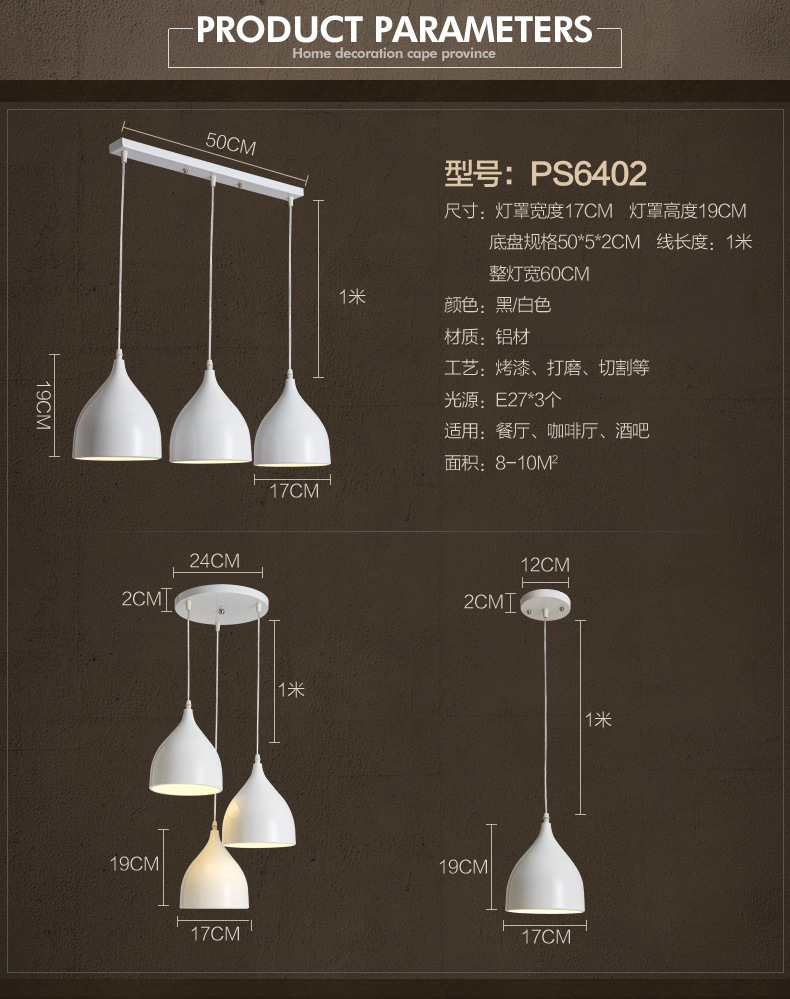 PRODUCT PARAMETERS
Home decoration cape province
50CM
1米
19CM
17CM
型号：PS6402
尺寸：灯罩宽度17CM 灯罩高度19CM
底盘规格50*5*2CM 线长度：1米
整灯宽60CM
颜色：黑/白色
材质：铝材
工艺：烤漆、打磨、切割等
光源：E27*3个
适用：餐厅、咖啡厅、酒吧
面积：8-10M²
24CM
2CM
1米
19CM
17CM
12CM
2CM
1米
19CM
17CM